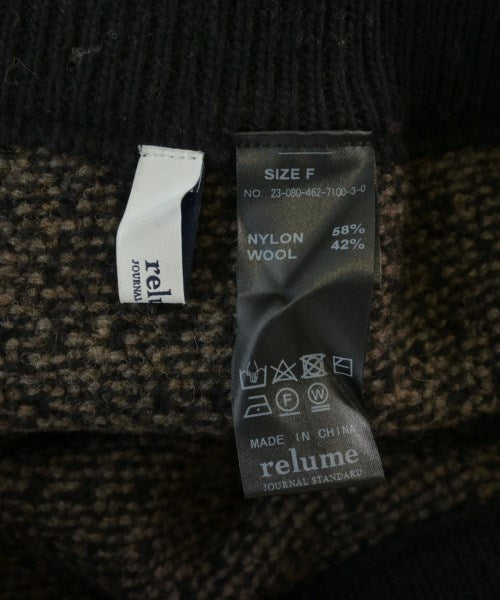 SIZE F
NO 23-080-462-7100-3-0
NYLON 58%
WOOL 42%
F W
MADE IN CHINA
relume
JOURNAL STANDARD
relu
JOURNAL